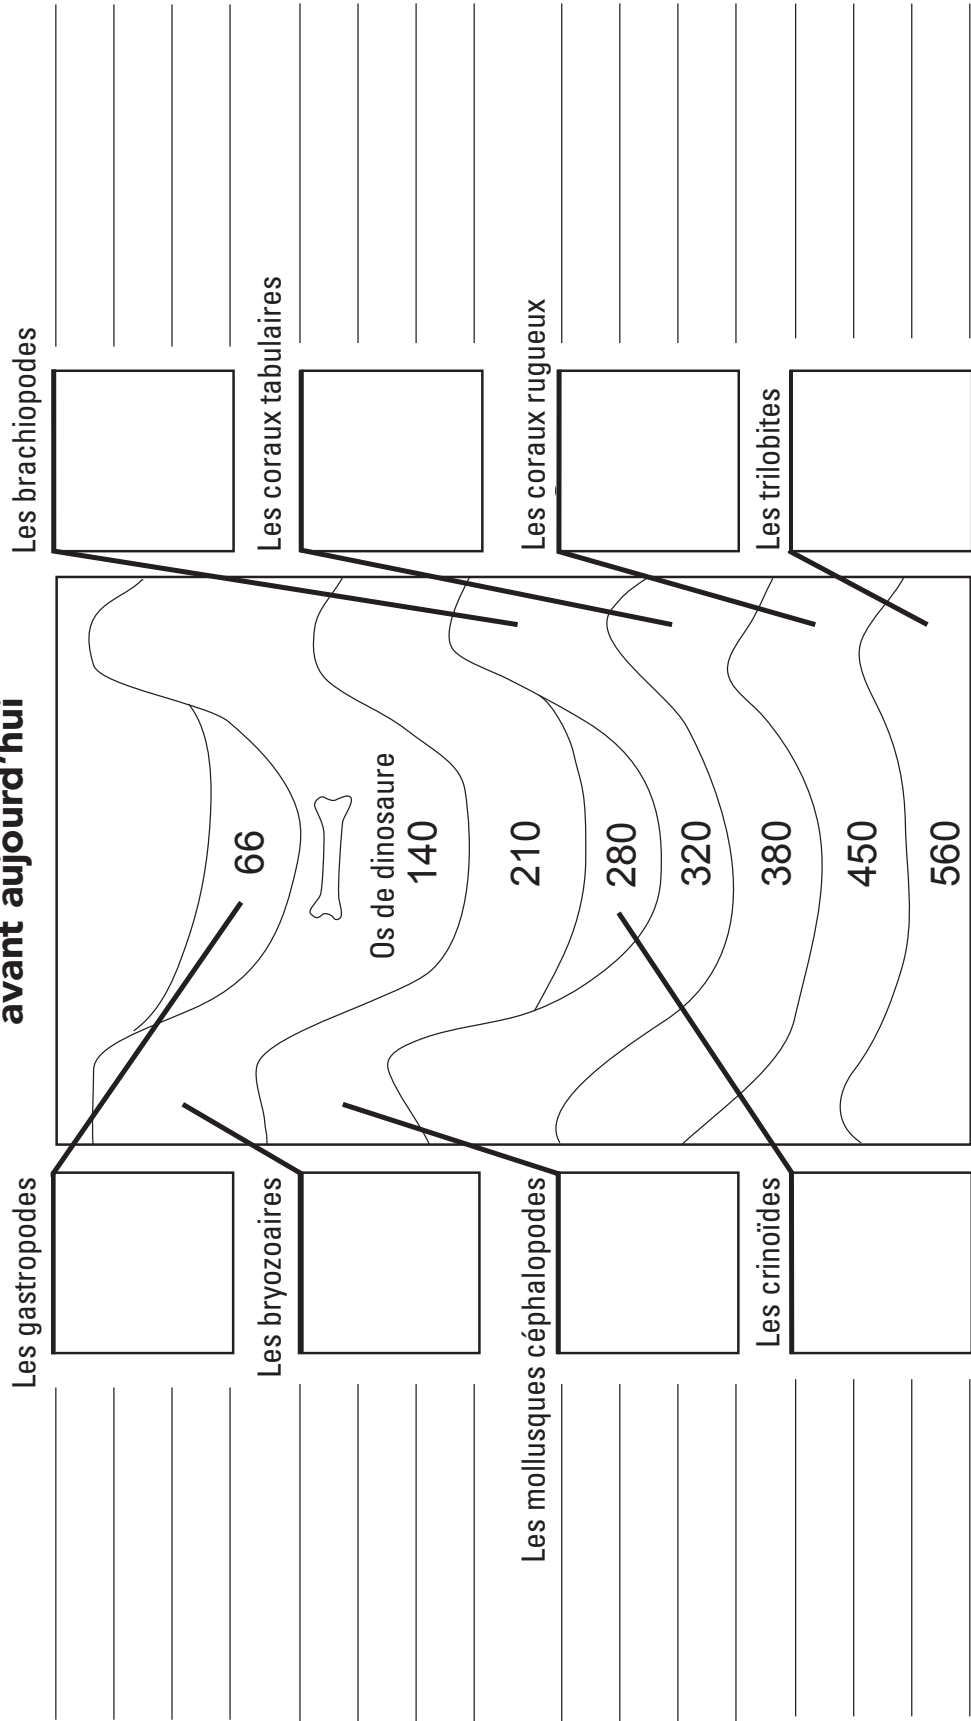 avant aujourd'hui
Les gastropodes
Les bryozoaires
Les mollusques céphalopodes
Les crinoïdes
66
Os de dinosaure
140
210
280
320
380
450
560
Les brachiopodes
Les coraux tabulaires
Les coraux rugueux
Les trilobites